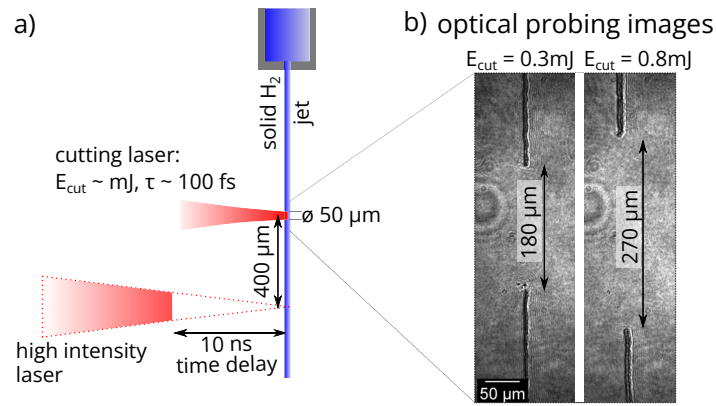 a)
solid H₂
jet
cutting laser:
E_cut ~ mJ, τ ~ 100 fs
ø 50 µm
400 µm
10 ns
time delay
high intensity
laser
b) optical probing images
E_cut = 0.3mJ E_cut = 0.8mJ
180 µm
270 µm
50 µm